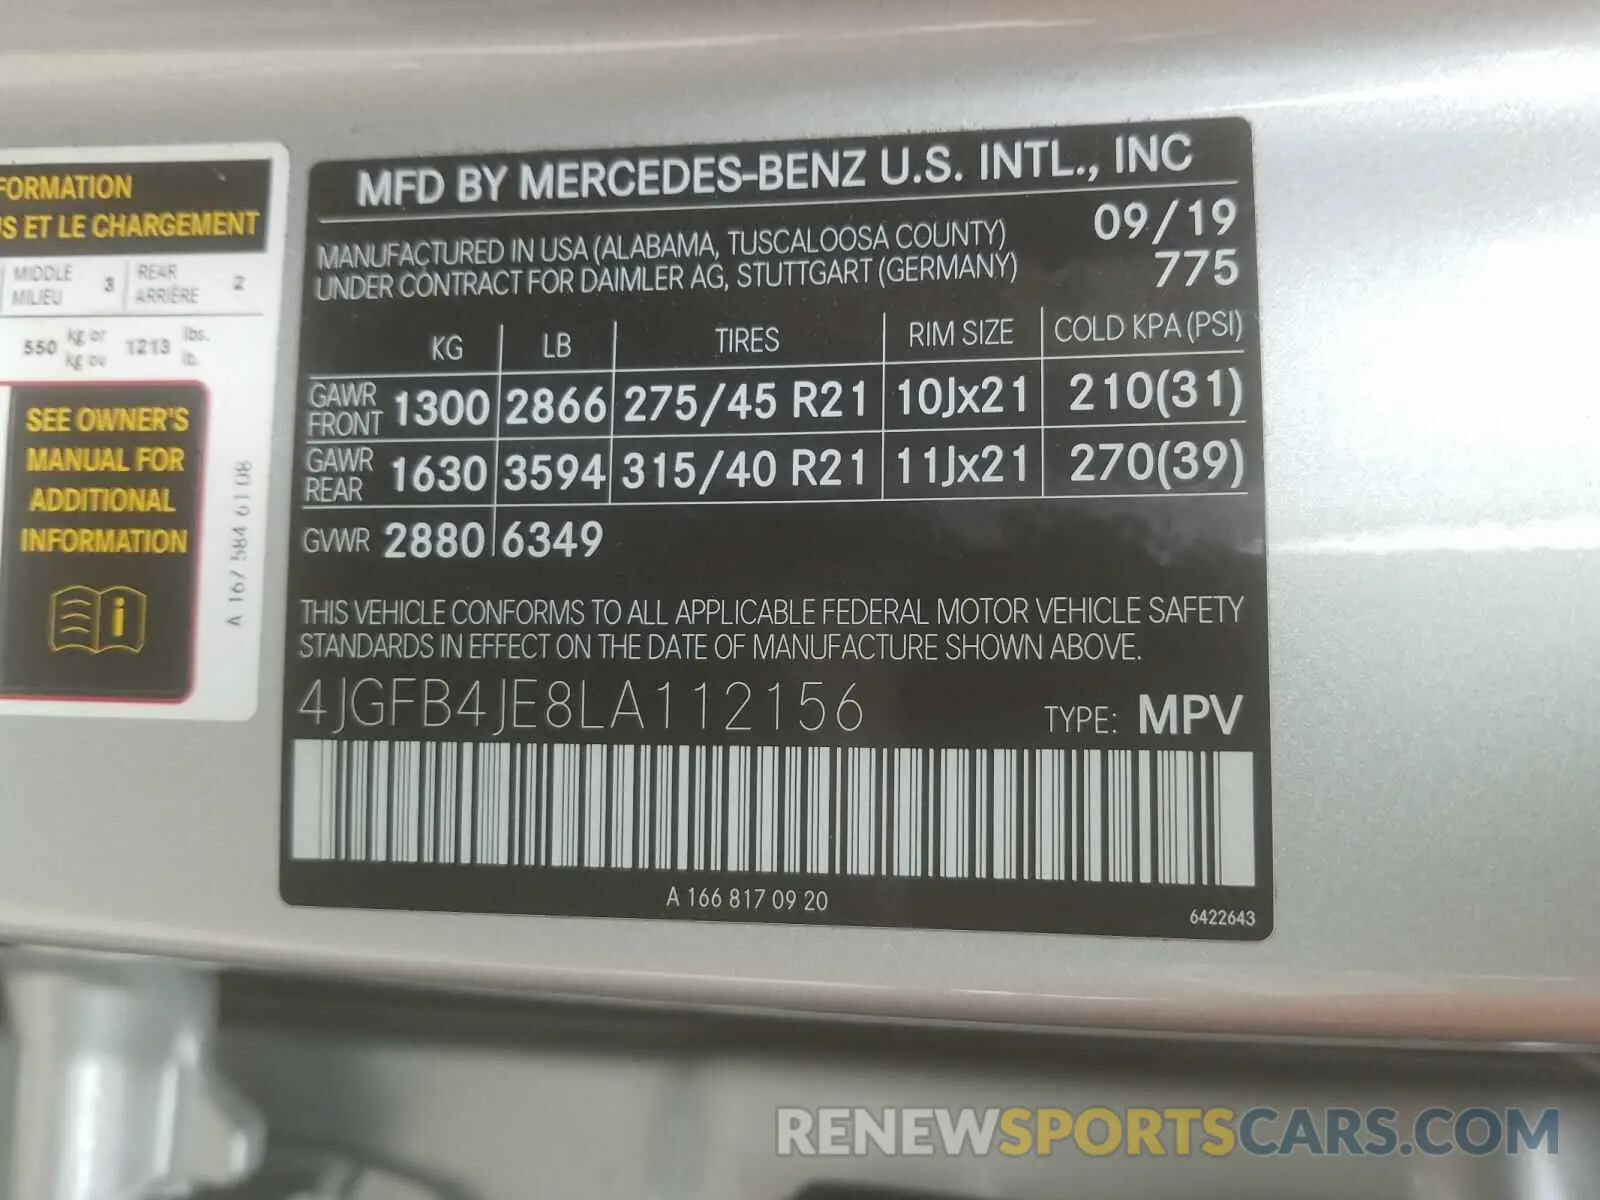 FORMATION
S ET LE CHARGEMENT
MIDDLE MILIEU 3 REAR ARRIÈRE 2
550 kg or kg ou 1213 lbs. lb.
SEE OWNER'S
MANUAL FOR
ADDITIONAL
INFORMATION
i
A 167 584 61 08
MFD BY MERCEDES-BENZ U.S. INTL., INC
MANUFACTURED IN USA (ALABAMA, TUSCALOOSA COUNTY) 09/19
UNDER CONTRACT FOR DAIMLER AG, STUTTGART (GERMANY) 775
KG LB TIRES RIM SIZE COLD KPA (PSI)
GAWR FRONT 1300 2866 275/45 R21 10Jx21 210(31)
GAWR REAR 1630 3594 315/40 R21 11Jx21 270(39)
GVWR 2880 6349
THIS VEHICLE CONFORMS TO ALL APPLICABLE FEDERAL MOTOR VEHICLE SAFETY
STANDARDS IN EFFECT ON THE DATE OF MANUFACTURE SHOWN ABOVE.
4JGFB4JE8LA112156 TYPE: MPV
A 166 817 09 20
6422643
RENEWSPORTSCARS.COM